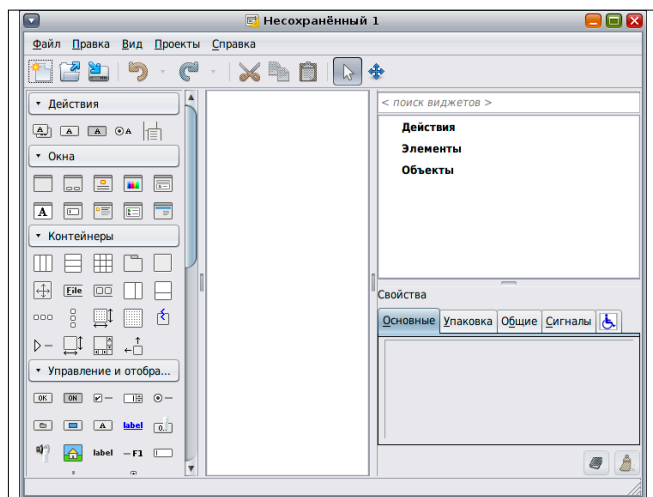 Несохранённый 1
Файл Правка Вид Проекты Справка
Действия
Окна
Контейнеры
File
Управление и отобра...
OK ON
A label 0.
label F1
< поиск виджетов >
Действия
Элементы
Объекты
Свойства
Основные Упаковка Общие Сигналы